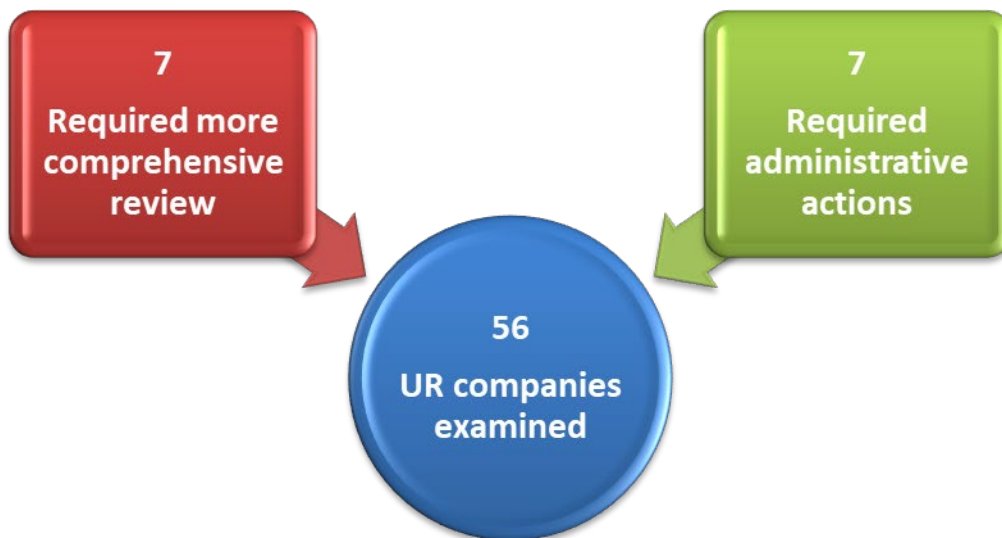 7
Required more
comprehensive
review
7
Required
administrative
actions
56
UR companies
examined